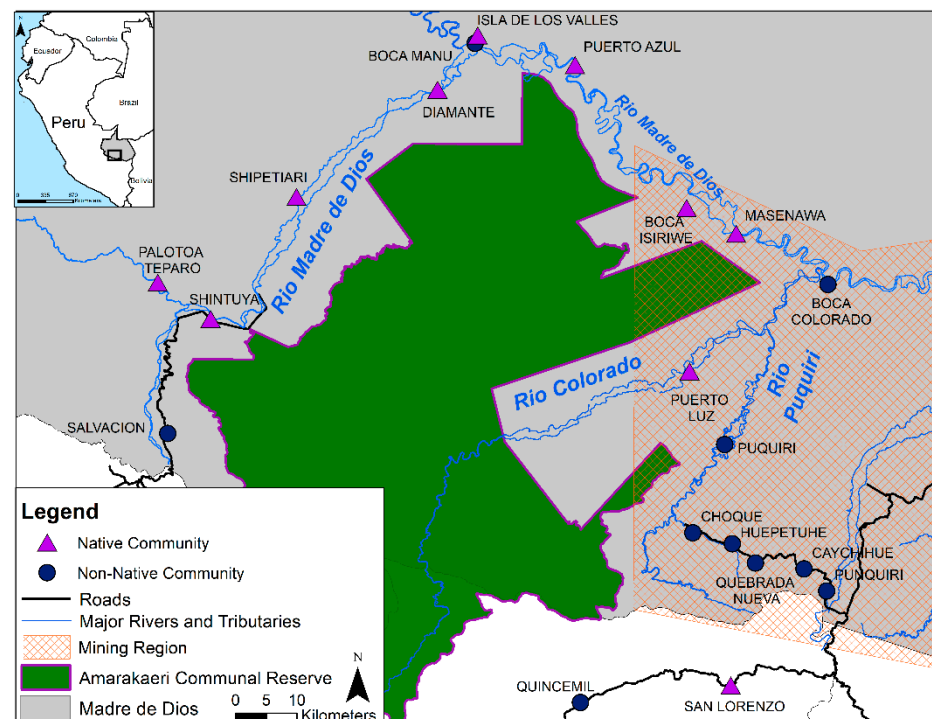 N
Colombia
Ecuador
Brazil
Peru
Bolivia
0
ISLA DE LOS VALLES
BOCA MANU
PUERTO AZUL
DIAMANTE
Rio Madre de Dios
SHIPETIARI
Rio Madre de Dios
BOCA
ISIRIWE
MASENAWA
PALOTOA
TEPARO
SHINTUYA
BOCA
COLORADO
Rio Colorado
Rio
Puquiri
PUERTO
LUZ
SALVACION
PUQUIRI
CHOQUE
HUEPETUHE
CAYCHIHUE
QUEBRADA
NUEVA
PUNQUIRI
QUINCEMIL
SAN LORENZO
Legend
Native Community
Non-Native Community
Roads
Major Rivers and Tributaries
Mining Region
Amarakaeri Communal Reserve
Madre de Dios
N
0 5 10
Kilometers